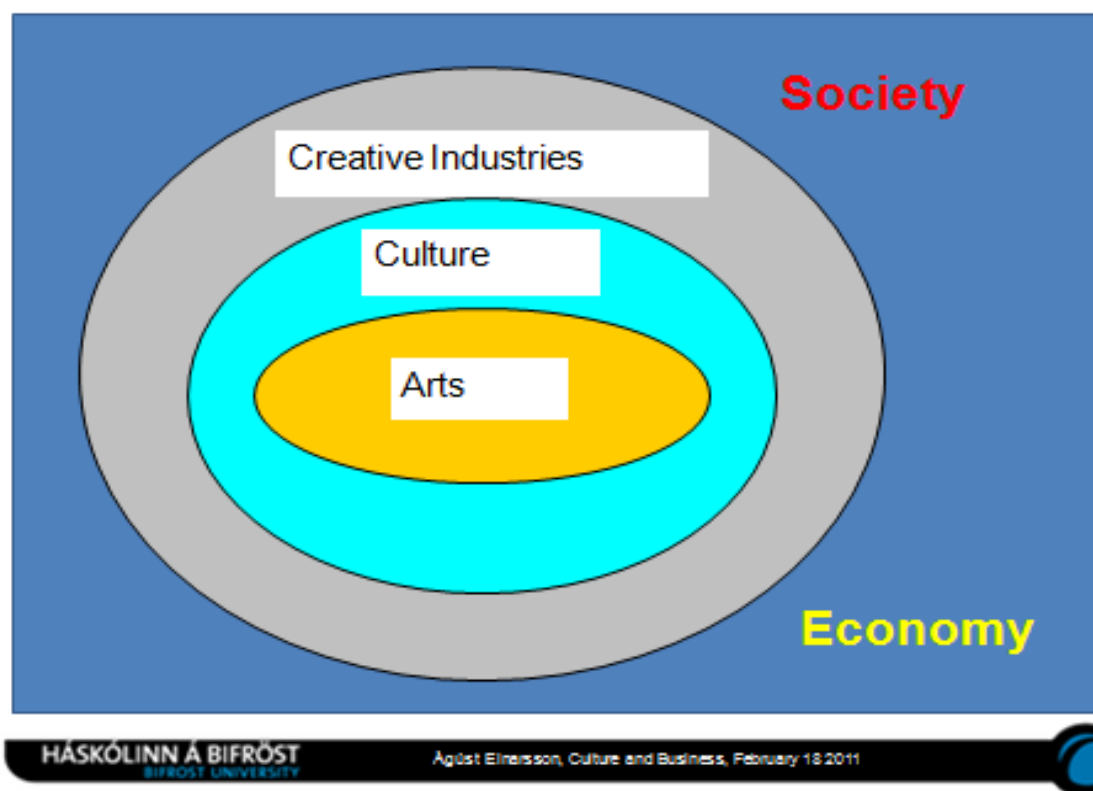 Society
Creative Industries
Culture
Arts
Economy
HÁSKÓLINN Á BIFRÖST
BIFROST UNIVERSITY
Ágúst Einarsson, Culture and Business, February 18 2011